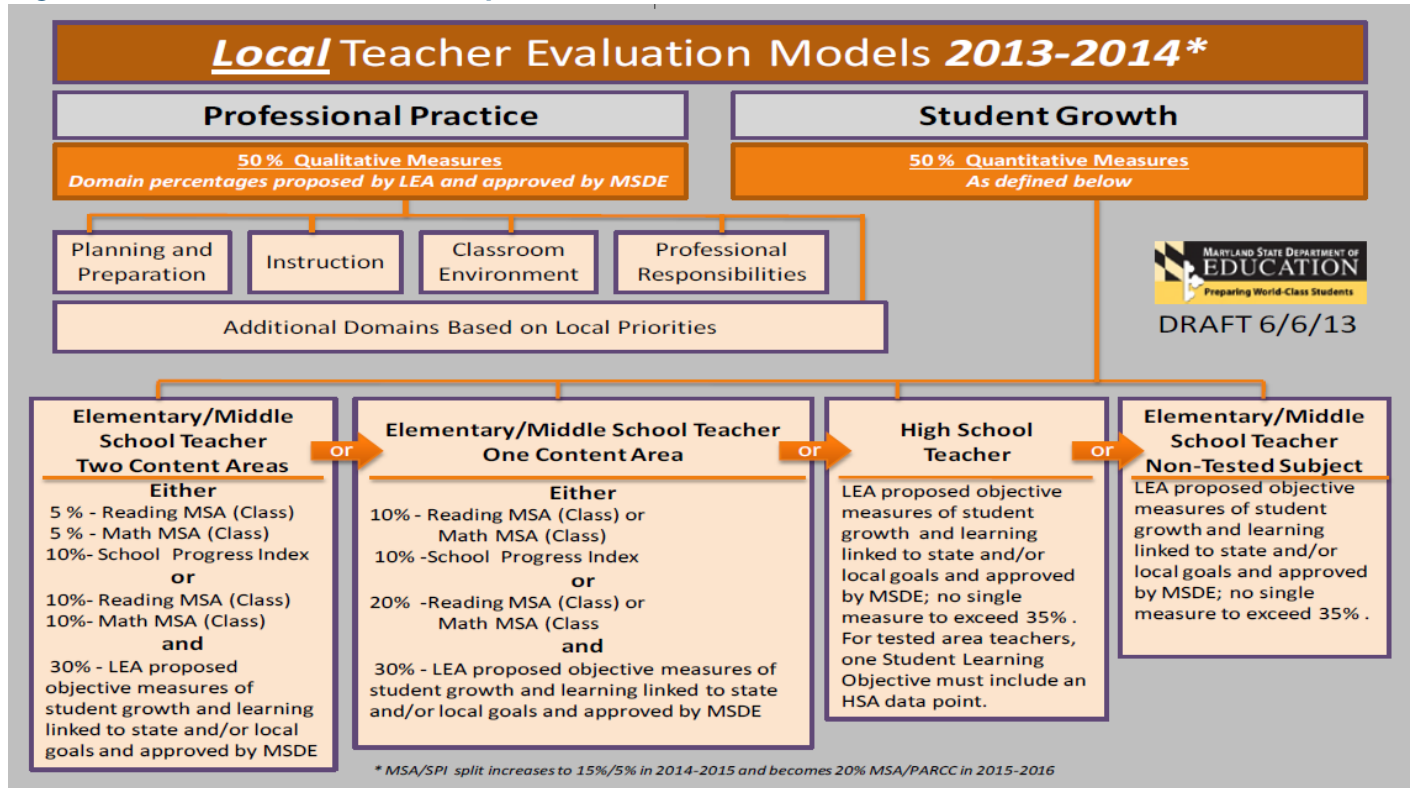 Local Teacher Evaluation Models 2013-2014*
Professional Practice
50 % Qualitative Measures
Domain percentages proposed by LEA and approved by MSDE
Student Growth
50 % Quantitative Measures
As defined below
Planning and
Preparation
Instruction
Classroom
Environment
Professional
Responsibilities
Additional Domains Based on Local Priorities
MARYLAND STATE DEPARTMENT OF
EDUCATION
Preparing World-Class Students
DRAFT 6/6/13
Elementary/Middle
School Teacher
Two Content Areas
Either
5 % - Reading MSA (Class)
5 % - Math MSA (Class)
10%- School Progress Index
or
10%- Reading MSA (Class)
10%- Math MSA (Class)
and
30% - LEA proposed
objective measures of
student growth and learning
linked to state and/or local
goals and approved by MSDE
or
Elementary/Middle School Teacher
One Content Area
Either
10% - Reading MSA (Class) or
Math MSA (Class)
10% -School Progress Index
or
20% -Reading MSA (Class) or
Math MSA (Class
and
30% - LEA proposed objective measures of
student growth and learning linked to state
and/or local goals and approved by MSDE
or
High School
Teacher
LEA proposed objective
measures of student
growth and learning
linked to state and/or
local goals and approved
by MSDE; no single
measure to exceed 35% .
For tested area teachers,
one Student Learning
Objective must include an
HSA data point.
or
Elementary/Middle
School Teacher
Non-Tested Subject
LEA proposed objective
measures of student
growth and learning
linked to state and/or
local goals and approved
by MSDE; no single
measure to exceed 35% .
* MSA/SPI split increases to 15%/5% in 2014-2015 and becomes 20% MSA/PARCC in 2015-2016